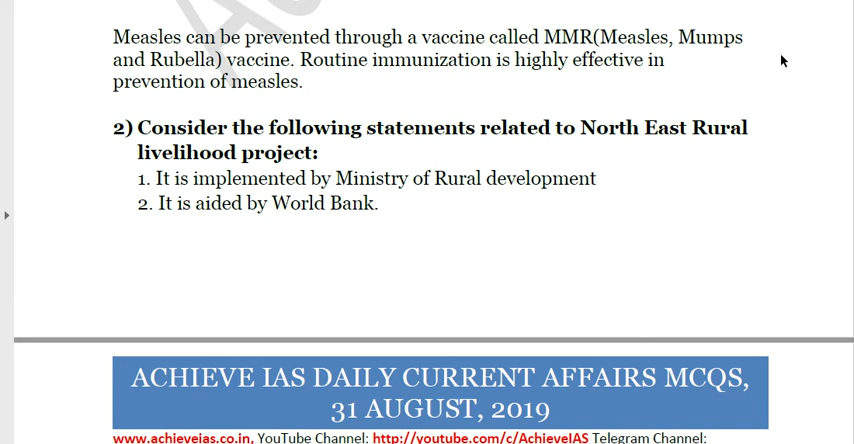 Measles can be prevented through a vaccine called MMR(Measles, Mumps
and Rubella) vaccine. Routine immunization is highly effective in
prevention of measles.
2) Consider the following statements related to North East Rural
livelihood project:
1. It is implemented by Ministry of Rural development
2. It is aided by World Bank.
ACHIEVE IAS DAILY CURRENT AFFAIRS MCQS,
31 AUGUST, 2019
www.achieveias.co.in, YouTube Channel: http://youtube.com/c/AchieveIAS Telegram Channel: